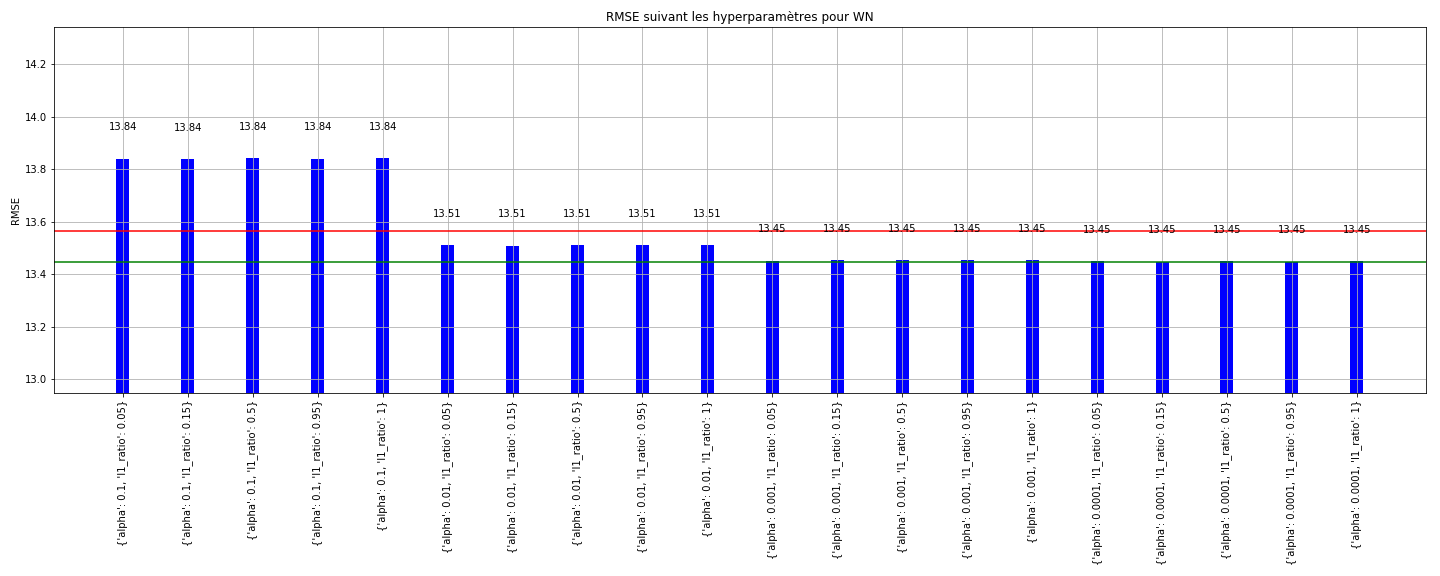 RMSE suivant les hyperparamètres pour WN
RMSE
14.2
14.0
13.8
13.6
13.4
13.2
13.0
13.84
13.84
13.84
13.84
13.84
13.51
13.51
13.51
13.51
13.51
13.45
13.45
13.45
13.45
13.45
13.45
13.45
13.45
13.45
13.45
{'alpha': 0.1, 'l1_ratio': 0.05}
{'alpha': 0.1, 'l1_ratio': 0.15}
{'alpha': 0.1, 'l1_ratio': 0.5}
{'alpha': 0.1, 'l1_ratio': 0.95}
{'alpha': 0.1, 'l1_ratio': 1}
{'alpha': 0.01, 'l1_ratio': 0.05}
{'alpha': 0.01, 'l1_ratio': 0.15}
{'alpha': 0.01, 'l1_ratio': 0.5}
{'alpha': 0.01, 'l1_ratio': 0.95}
{'alpha': 0.01, 'l1_ratio': 1}
{'alpha': 0.001, 'l1_ratio': 0.05}
{'alpha': 0.001, 'l1_ratio': 0.15}
{'alpha': 0.001, 'l1_ratio': 0.5}
{'alpha': 0.001, 'l1_ratio': 0.95}
{'alpha': 0.001, 'l1_ratio': 1}
{'alpha': 0.0001, 'l1_ratio': 0.05}
{'alpha': 0.0001, 'l1_ratio': 0.15}
{'alpha': 0.0001, 'l1_ratio': 0.5}
{'alpha': 0.0001, 'l1_ratio': 0.95}
{'alpha': 0.0001, 'l1_ratio': 1}